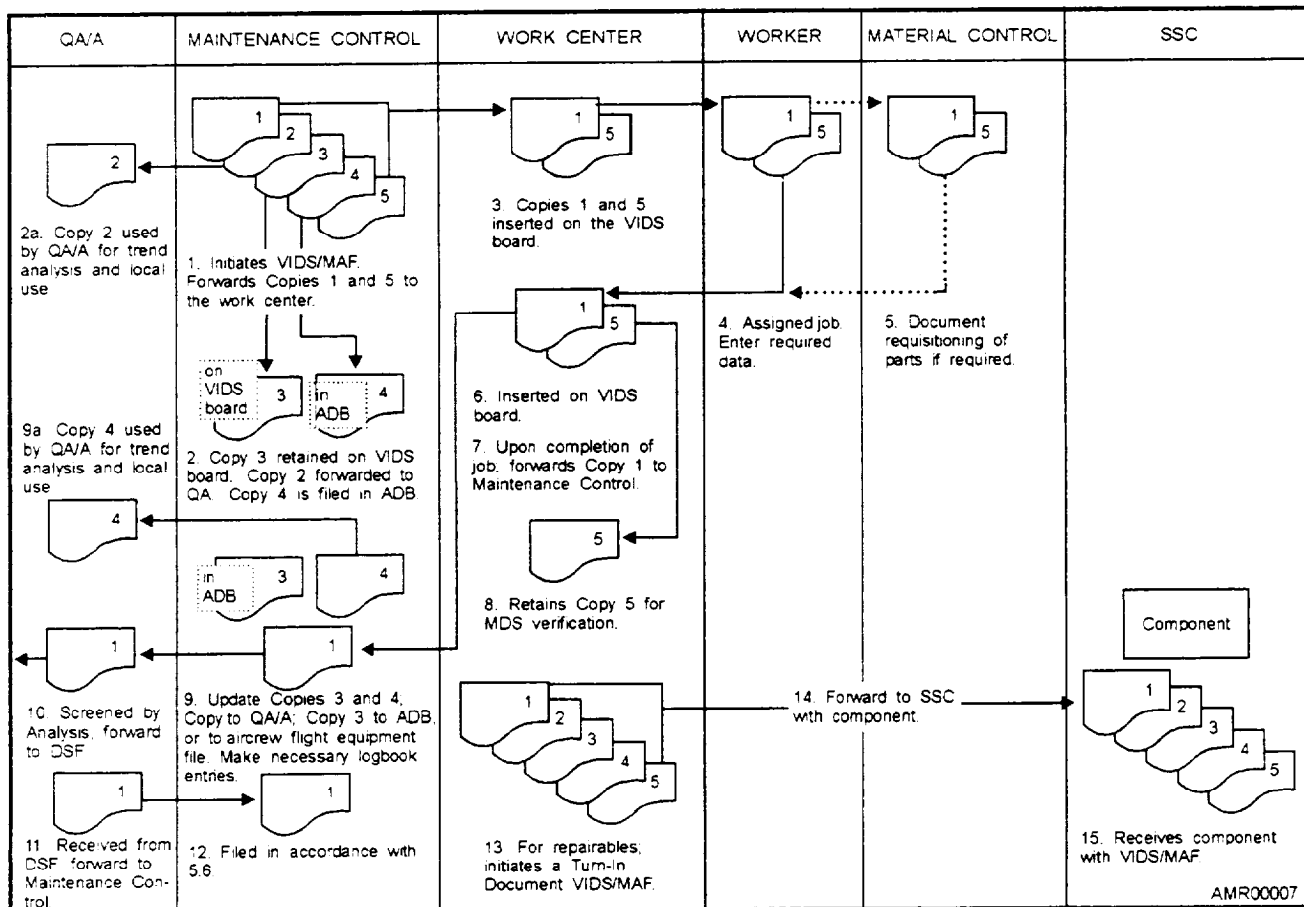 QA/A
MAINTENANCE CONTROL
WORK CENTER
WORKER
MATERIAL CONTROL
SSC
1
2
3
4
5
1
5
1
5
1
5
2
2a. Copy 2 used
by QA/A for trend
analysis and local
use
1. Initiates VIDS/MAF.
Forwards Copies 1 and 5 to
the work center.
3. Copies 1 and 5
inserted on the VIDS
board.
1
5
4. Assigned job.
Enter required
data.
5. Document
requisitioning of
parts if required.
on
VIDS
board
3
in
ADB
4
2. Copy 3 retained on VIDS
board. Copy 2 forwarded to
QA. Copy 4 is filed in ADB.
6. Inserted on VIDS
board.
7. Upon completion of
job, forwards Copy 1 to
Maintenance Control.
9a Copy 4 used
by QA/A for trend
analysis and local
use
4
in
ADB
3
4
5
8. Retains Copy 5 for
MDS verification.
1
1
10. Screened by
Analysis, forward
to DSF
9. Update Copies 3 and 4;
Copy to QA/A; Copy 3 to ADB,
or to aircrew flight equipment
file. Make necessary logbook
entries.
1
2
3
4
5
14. Forward to SSC
with component.
Component
1
2
3
4
5
1
1
11 Received from
DSF forward to
Maintenance Con-
trol
12. Filed in accordance with
5.6.
13 For repairables;
initiates a Turn-In
Document VIDS/MAF.
15. Receives component
with VIDS/MAF.
AMR00007